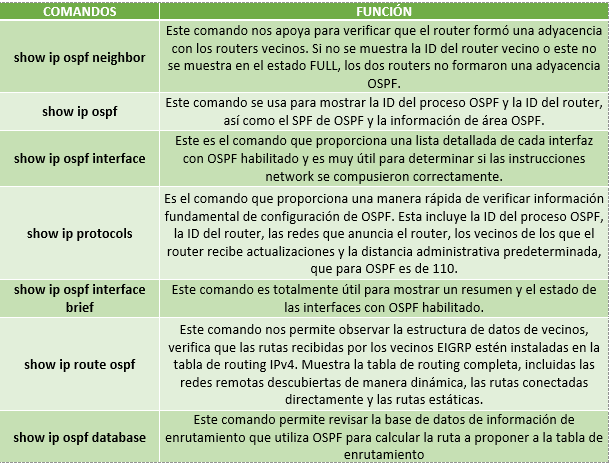 COMANDOS
FUNCIÓN
show ip ospf neighbor
Este comando nos apoya para verificar que el router formó una adyacencia
con los routers vecinos. Si no se muestra la ID del router vecino o este no
se muestra en el estado FULL, los dos routers no formaron una adyacencia
OSPF.
show ip ospf
Este comando se usa para mostrar la ID del proceso OSPF y la ID del router,
así como el SPF de OSPF y la información de área OSPF.
show ip ospf interface
Este es el comando que proporciona una lista detallada de cada interfaz
con OSPF habilitado y es muy útil para determinar si las instrucciones
network se compusieron correctamente.
show ip protocols
Es el comando que proporciona una manera rápida de verificar información
fundamental de configuración de OSPF. Esta incluye la ID del proceso OSPF,
la ID del router, las redes que anuncia el router, los vecinos de los que el
router recibe actualizaciones y la distancia administrativa predeterminada,
que para OSPF es de 110.
show ip ospf interface
brief
Este comando es totalmente útil para mostrar un resumen y el estado de
las interfaces con OSPF habilitado.
show ip route ospf
Este comando nos permite observar la estructura de datos de vecinos,
verifica que las rutas recibidas por los vecinos EIGRP estén instaladas en la
tabla de routing IPv4. Muestra la tabla de routing completa, incluidas las
redes remotas descubiertas de manera dinámica, las rutas conectadas
directamente y las rutas estáticas.
show ip ospf database
Este comando permite revisar la base de datos de información de
enrutamiento que utiliza OSPF para calcular la ruta a proponer a la tabla de
enrutamiento